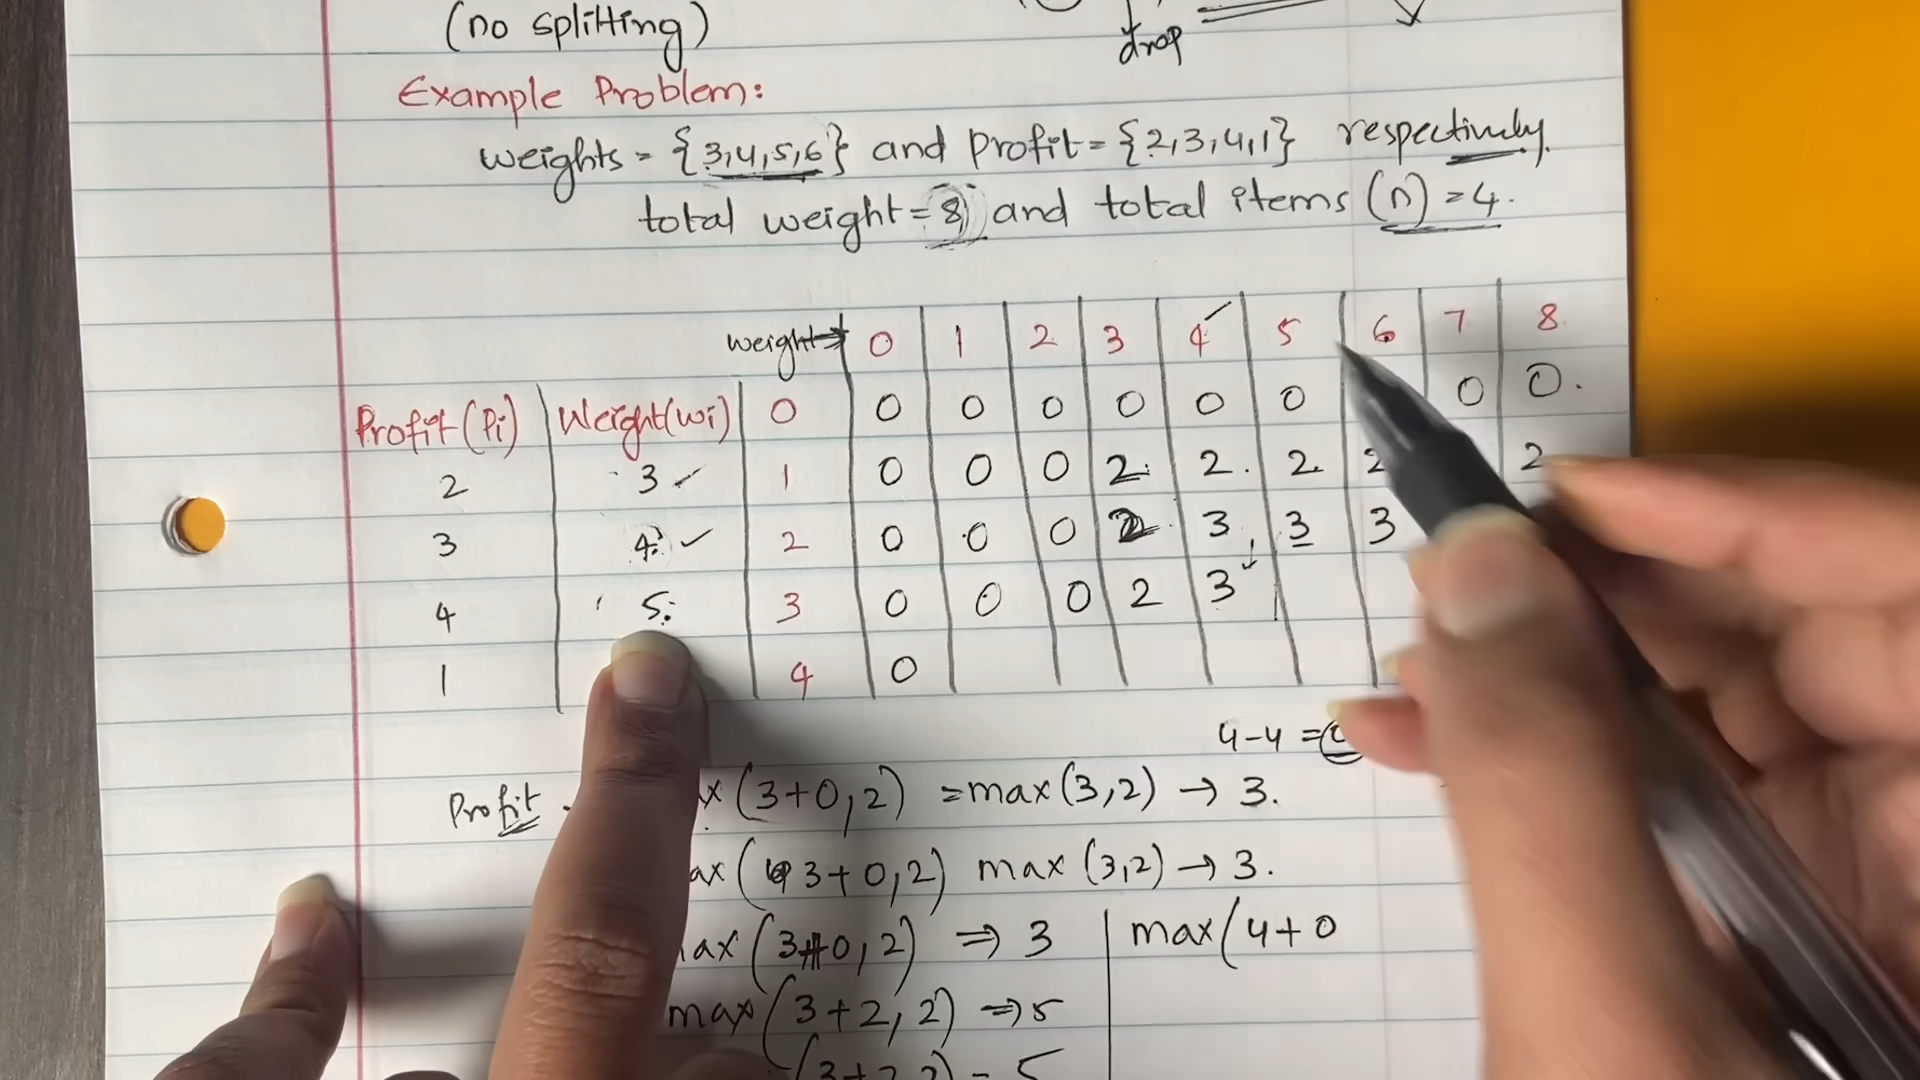 (no splitting)
drop
Example Problem:
weights = {3,4,5,6} and Profit = {2,3,4,1} respectively.
total weight = 8 and total items (n) = 4.
weight→ 0 1 2 3 4 5 6 7 8
Profit(Pi) Weight(wi) 0 0 0 0 0 0 0 0 0.
2 3 ✓ 1 0 0 0 2 2 2 2 2
3 4 ✓ 2 0 0 0 2 3 3 3
4 5 3 0 0 0 2 3
1 4 0
4-4 =
Profit (3+0,2) = max(3,2) → 3.
(3+0,2) max (3,2) → 3.
(3+0,2) ⇒ 3 max(4+0
max(3+2,2) ⇒ 5